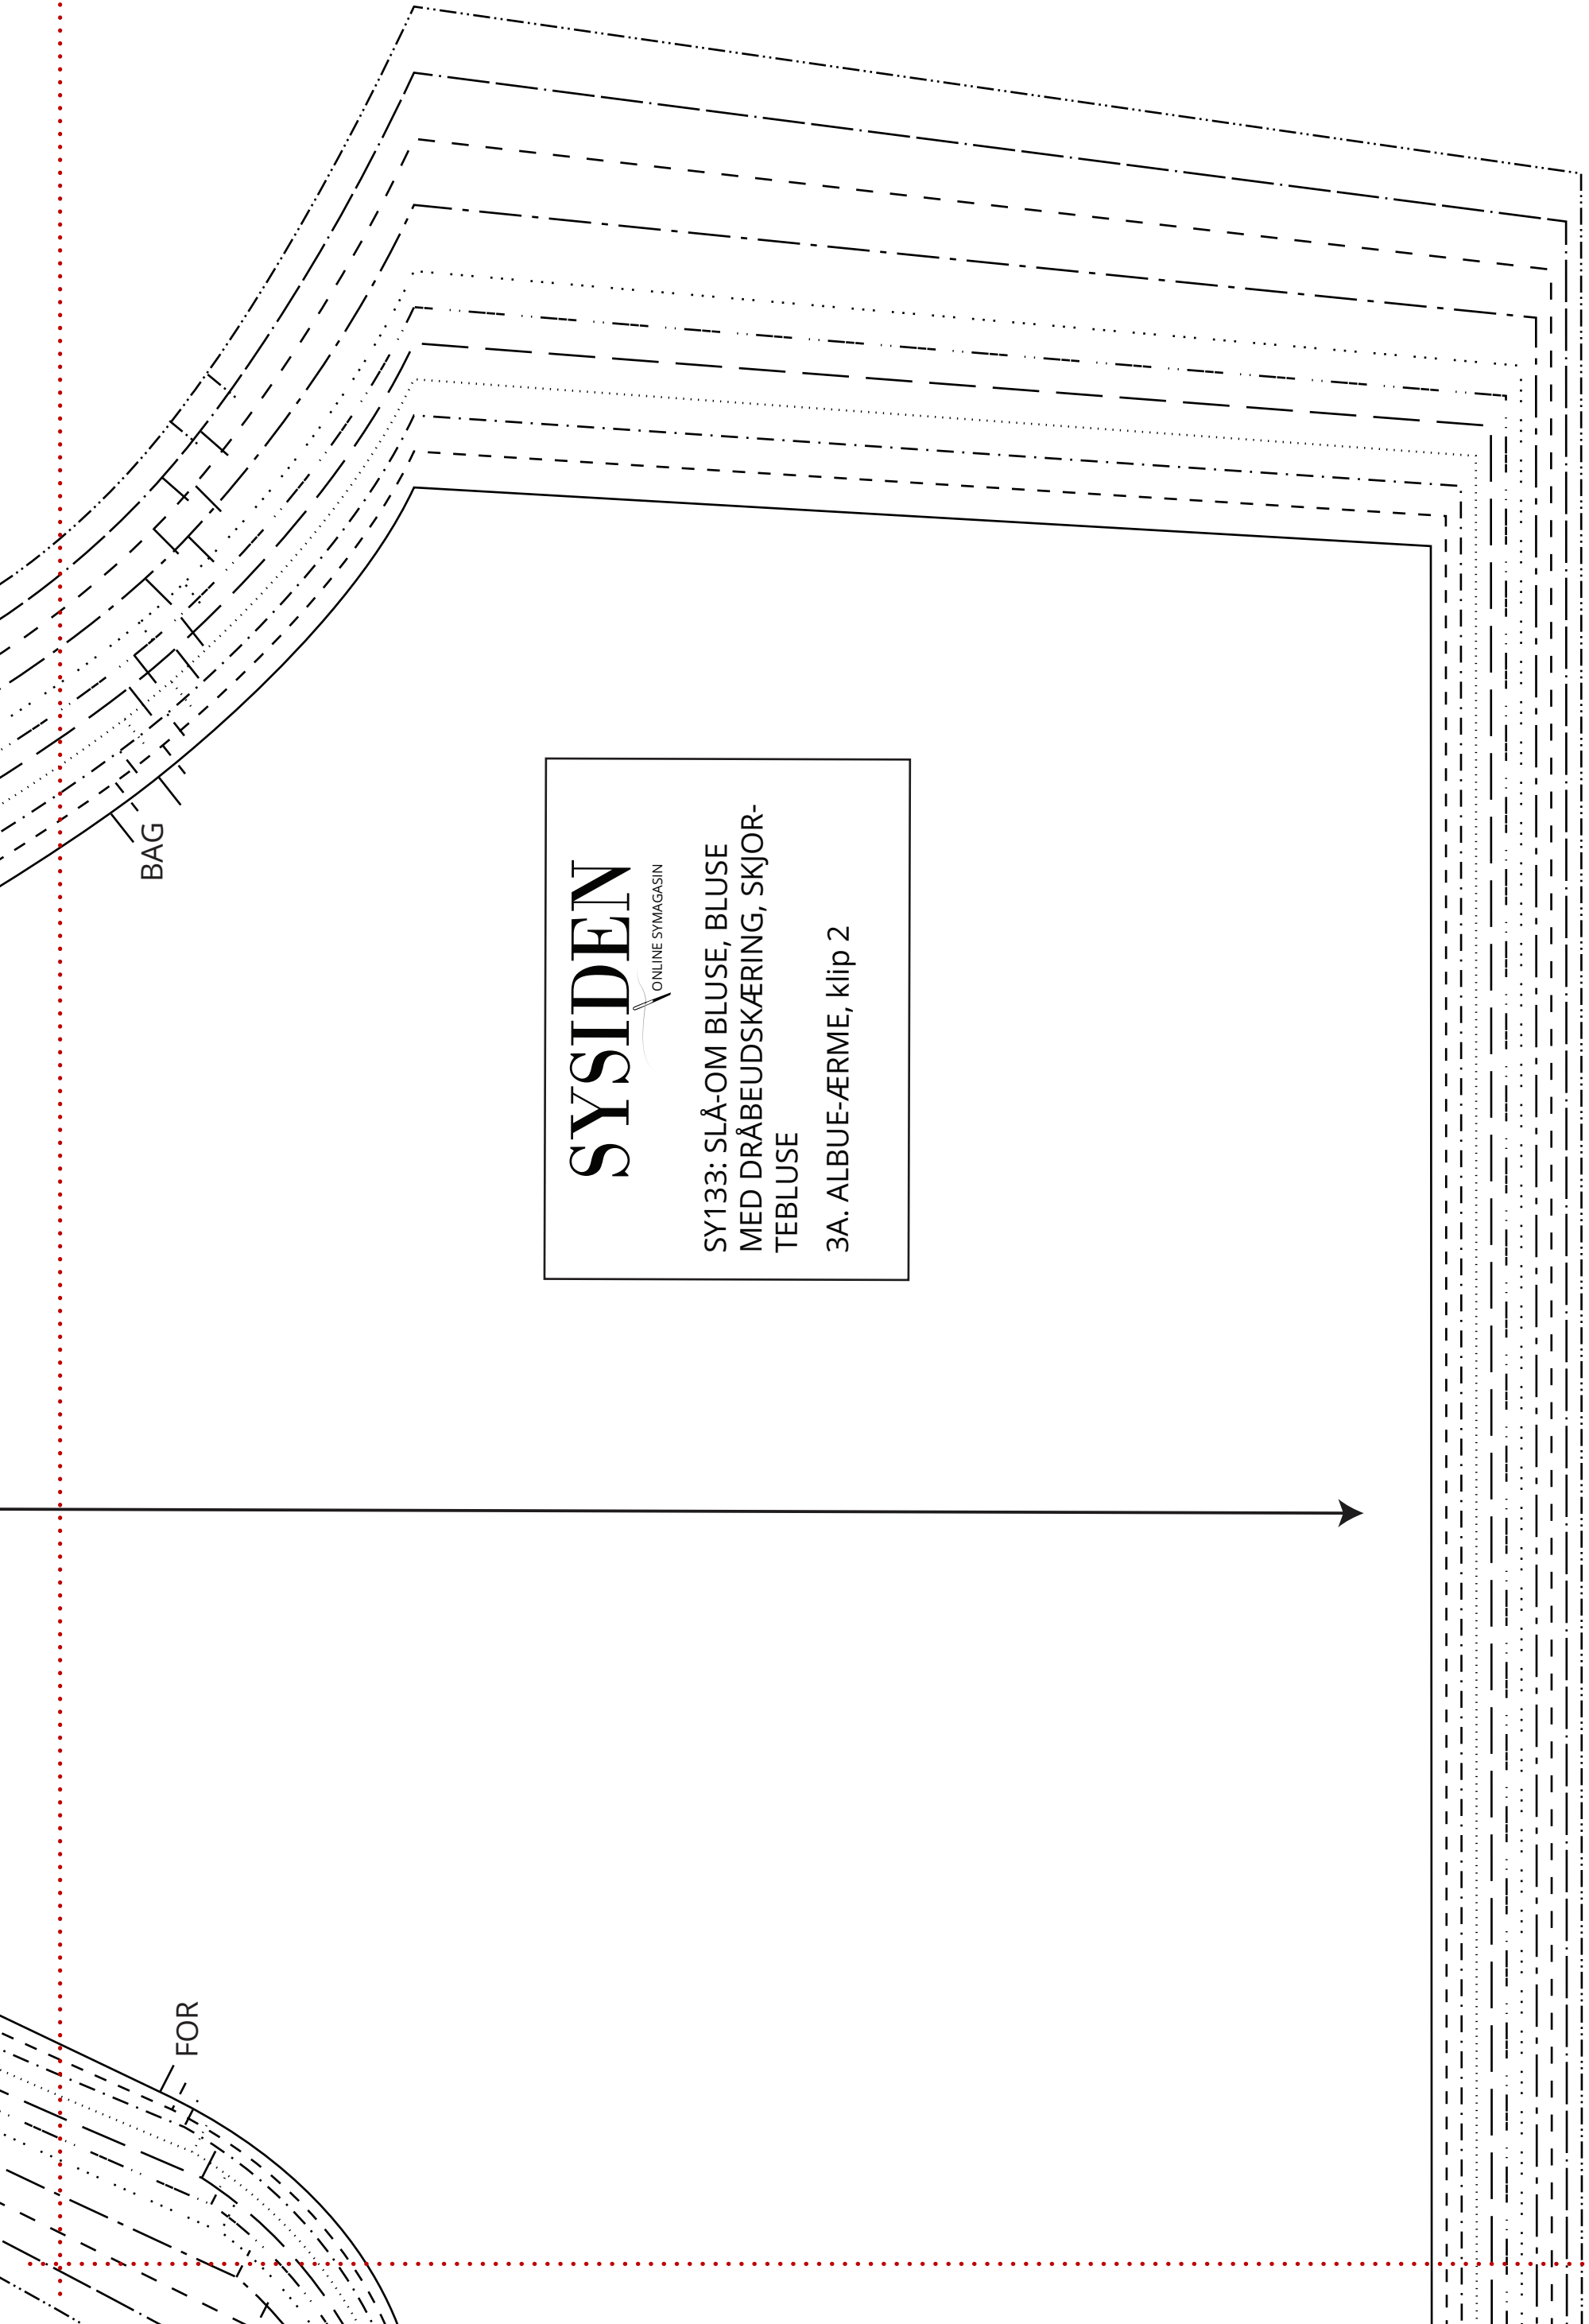 BAG
SYSIDEN
ONLINE SYMAGASIN
SY133: SLÅ-OM BLUSE, BLUSE
MED DRÅBEUDSKÆRING, SKJOR-
TEBLUSE
3A. ALBUE-ÆRME, klip 2
FOR